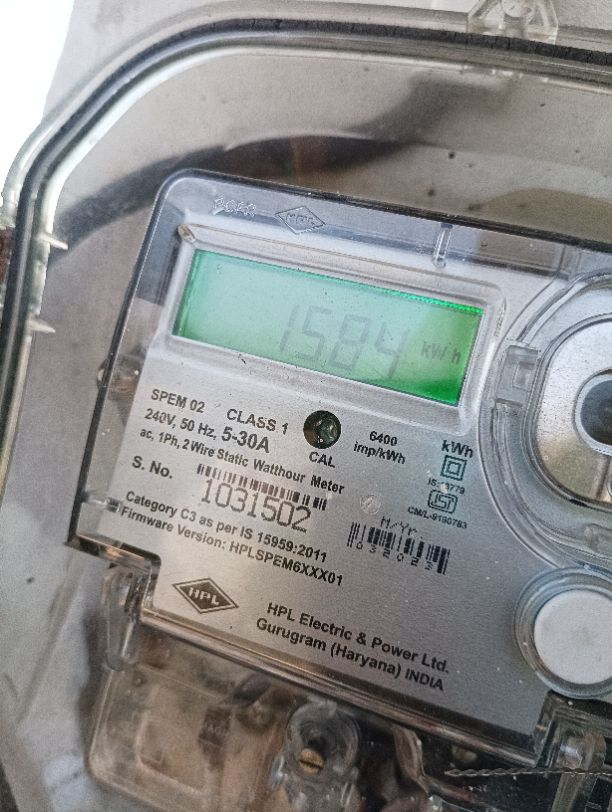 HPL
1584 kWh
SPEM 02 CLASS 1
240V, 50 Hz, 5-30A
ac, 1Ph, 2 Wire Static Watthour Meter
CAL
6400
imp/kWh
kWh
S. No.
1031502
M/Yr
Category C3 as per IS 15959:2011
Firmware Version: HPLSPEM6XXX01
HPL
HPL Electric & Power Ltd.
Gurugram (Haryana) INDIA